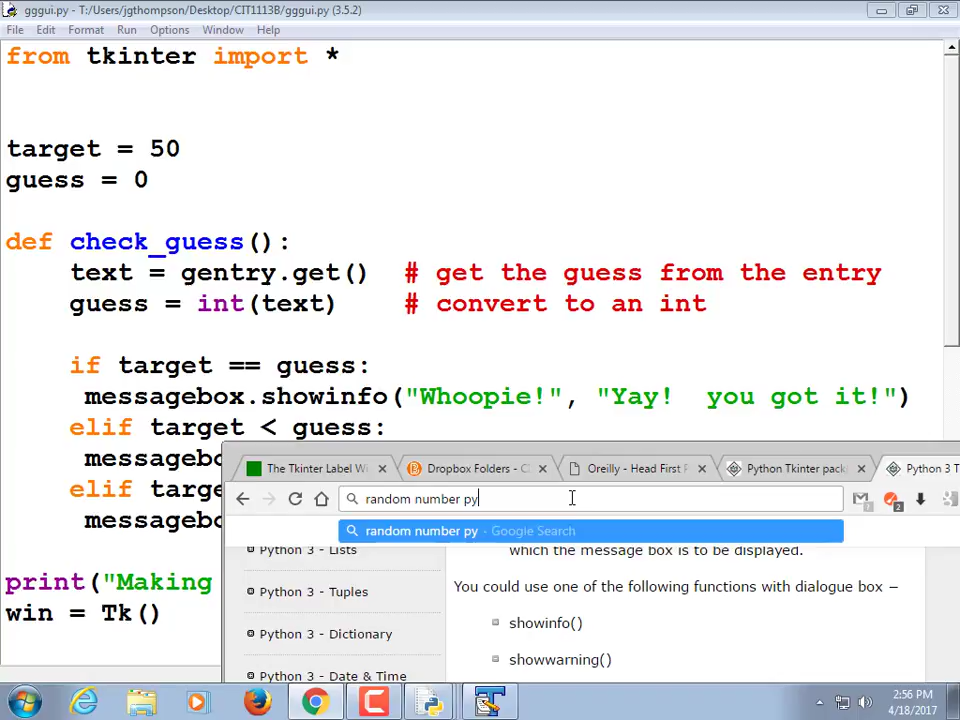 gggui.py - T:/Users/jgthompson/Desktop/CIT1113B/gggui.py (3.5.2)
File Edit Format Run Options Window Help
from tkinter import *
target = 50
guess = 0
def check_guess():
text = gentry.get() # get the guess from the entry
guess = int(text) # convert to an int
if target == guess:
messagebox.showinfo("Whoopie!", "Yay! you got it!")
elif target < guess:
messagebo
elif targe
messagebo
print("Making
win = Tk()
The Tkinter Label Wi
Dropbox Folders - C
Oreilly - Head First P
Python Tkinter pack
Python 3 T
random number py
random number py - Google Search
Python 3 - Lists
Python 3 - Tuples
Python 3 - Dictionary
Python 3 - Date & Time
which the message box is to be displayed.
You could use one of the following functions with dialogue box −
showinfo()
showwarning()
2:56 PM
4/18/2017